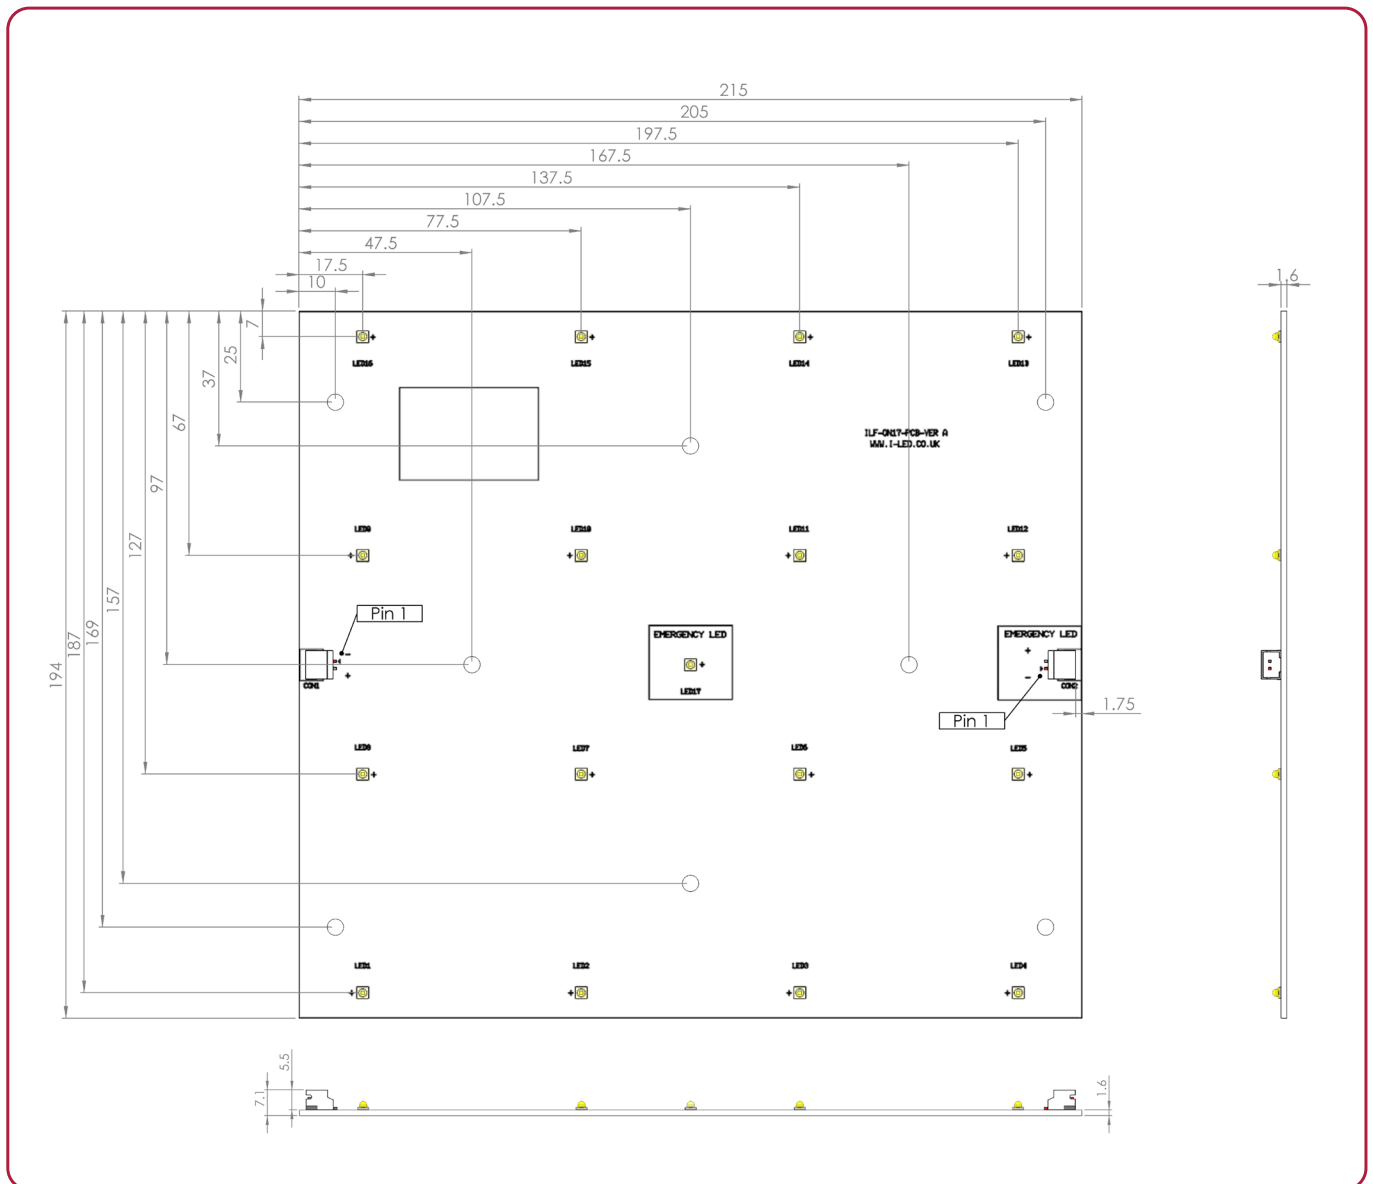 215
205
197.5
167.5
137.5
107.5
77.5
47.5
17.5
10
1.6
7
25
37
67
97
127
157
169
187
194
LED16 LED15 LED14 LED13
ILF-QN17-PCB-VER A
WWW.I-LED.CO.UK
LED9 LED10 LED11 LED12
Pin 1
EMERGENCY LED
+
LED17
EMERGENCY LED
+
-
CON1
-
+
CON2
1.75
Pin 1
LED8 LED7 LED6 LED5
LED1 LED2 LED3 LED4
5.5
7.1
1.6